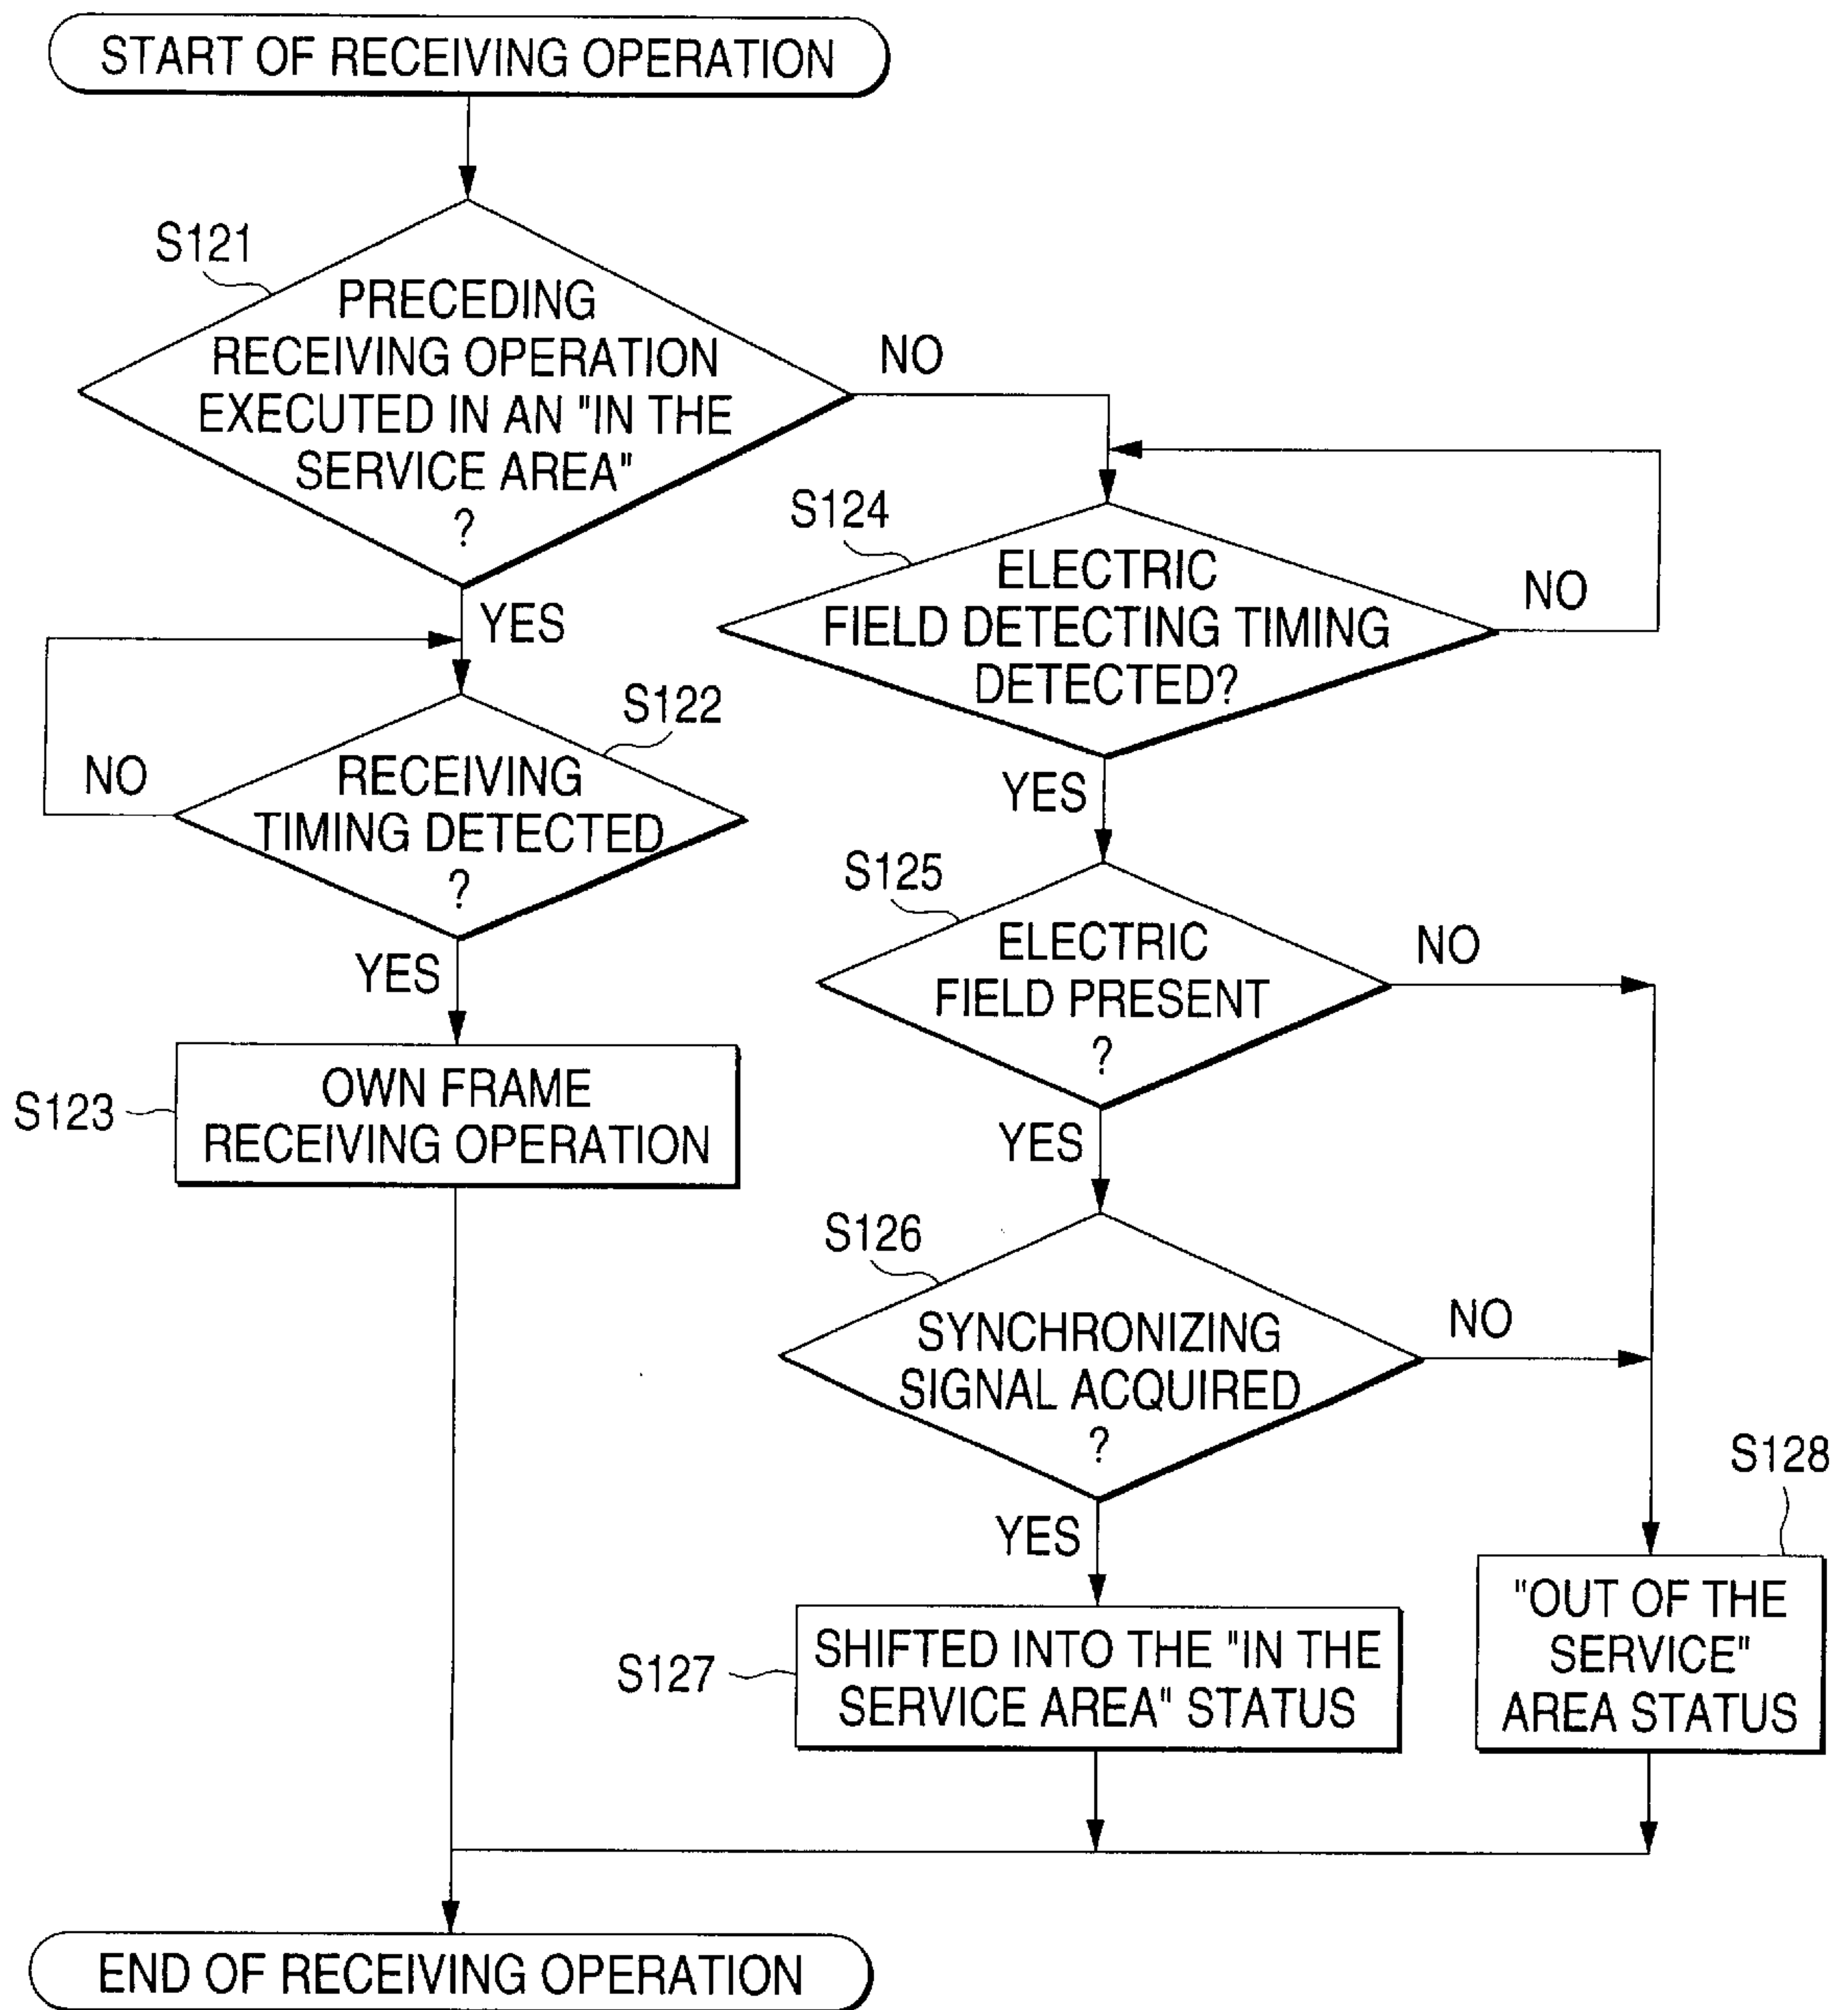 START OF RECEIVING OPERATION
S121
PRECEDING
RECEIVING OPERATION
EXECUTED IN AN "IN THE
SERVICE AREA"
?
NO
YES
S122
RECEIVING
TIMING DETECTED
?
NO
YES
S123
OWN FRAME
RECEIVING OPERATION
S124
ELECTRIC
FIELD DETECTING TIMING
DETECTED?
NO
YES
S125
ELECTRIC
FIELD PRESENT
?
NO
YES
S126
SYNCHRONIZING
SIGNAL ACQUIRED
?
NO
YES
S127
SHIFTED INTO THE "IN THE
SERVICE AREA" STATUS
S128
"OUT OF THE
SERVICE"
AREA STATUS
END OF RECEIVING OPERATION